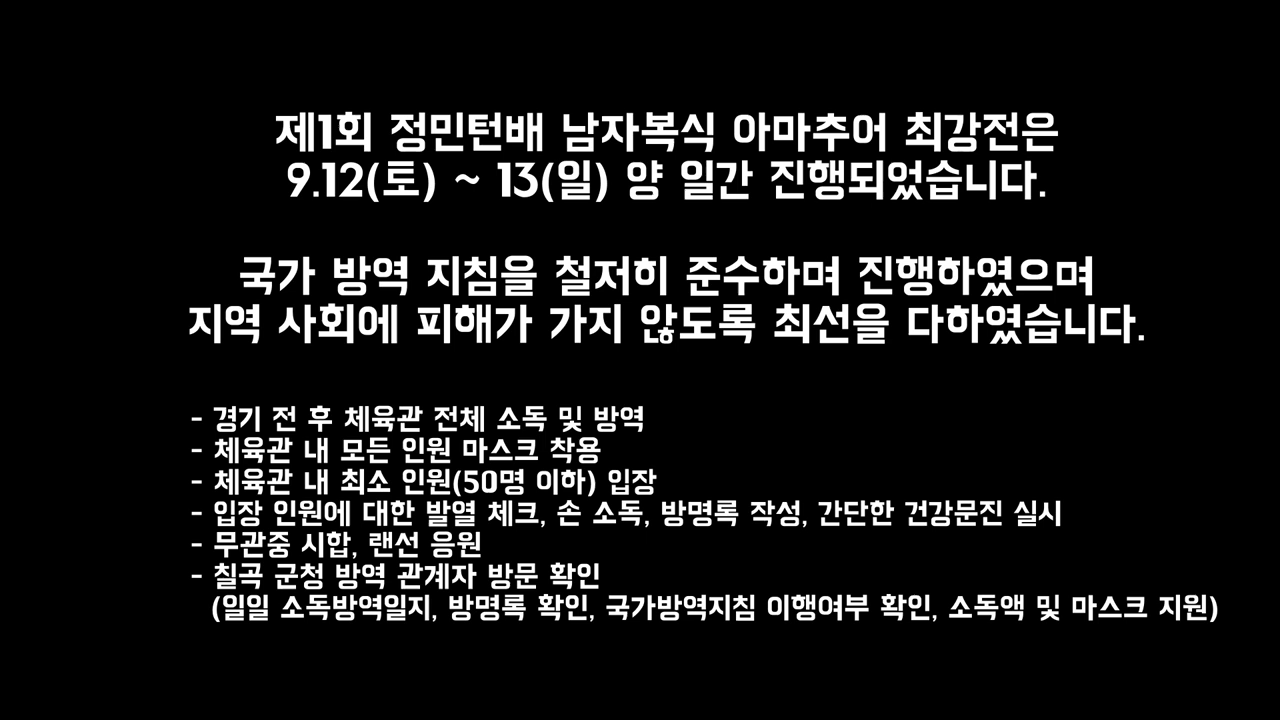 제1회 정민턴배 남자복식 아마추어 최강전은
9.12(토) ~ 13(일) 양 일간 진행되었습니다.
국가 방역 지침을 철저히 준수하며 진행하였으며
지역 사회에 피해가 가지 않도록 최선을 다하였습니다.
- 경기 전 후 체육관 전체 소독 및 방역
- 체육관 내 모든 인원 마스크 착용
- 체육관 내 최소 인원(50명 이하) 입장
- 입장 인원에 대한 발열 체크, 손 소독, 방명록 작성, 간단한 건강문진 실시
- 무관중 시합, 랜선 응원
- 칠곡 군청 방역 관계자 방문 확인
(일일 소독방역일지, 방명록 확인, 국가방역지침 이행여부 확인, 소독액 및 마스크 지원)